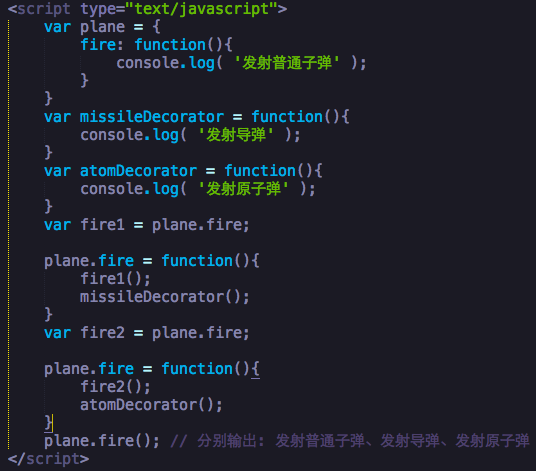 <script type="text/javascript">
var plane = {
fire: function(){
console.log( '发射普通子弹' );
}
}
var missileDecorator = function(){
console.log( '发射导弹' );
}
var atomDecorator = function(){
console.log( '发射原子弹' );
}
var fire1 = plane.fire;
plane.fire = function(){
fire1();
missileDecorator();
}
var fire2 = plane.fire;
plane.fire = function(){
fire2();
atomDecorator();
}
plane.fire(); // 分别输出: 发射普通子弹、发射导弹、发射原子弹
</script>